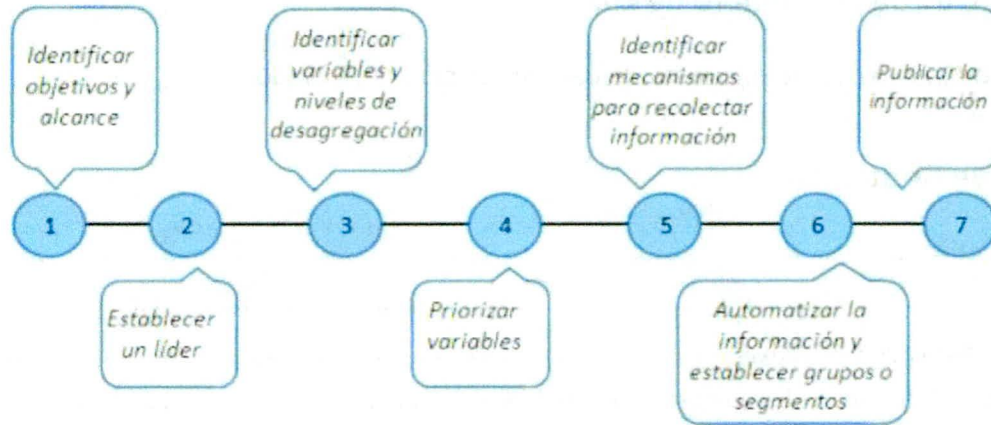 Identificar
objetivos y
alcance
Identificar
variables y
niveles de
desagregación
Identificar
mecanismos
para recolectar
información
Publicar la
información
1
2
3
4
5
6
7
Establecer
un líder
Priorizar
variables
Automatizar la
información y
establecer grupos o
segmentos